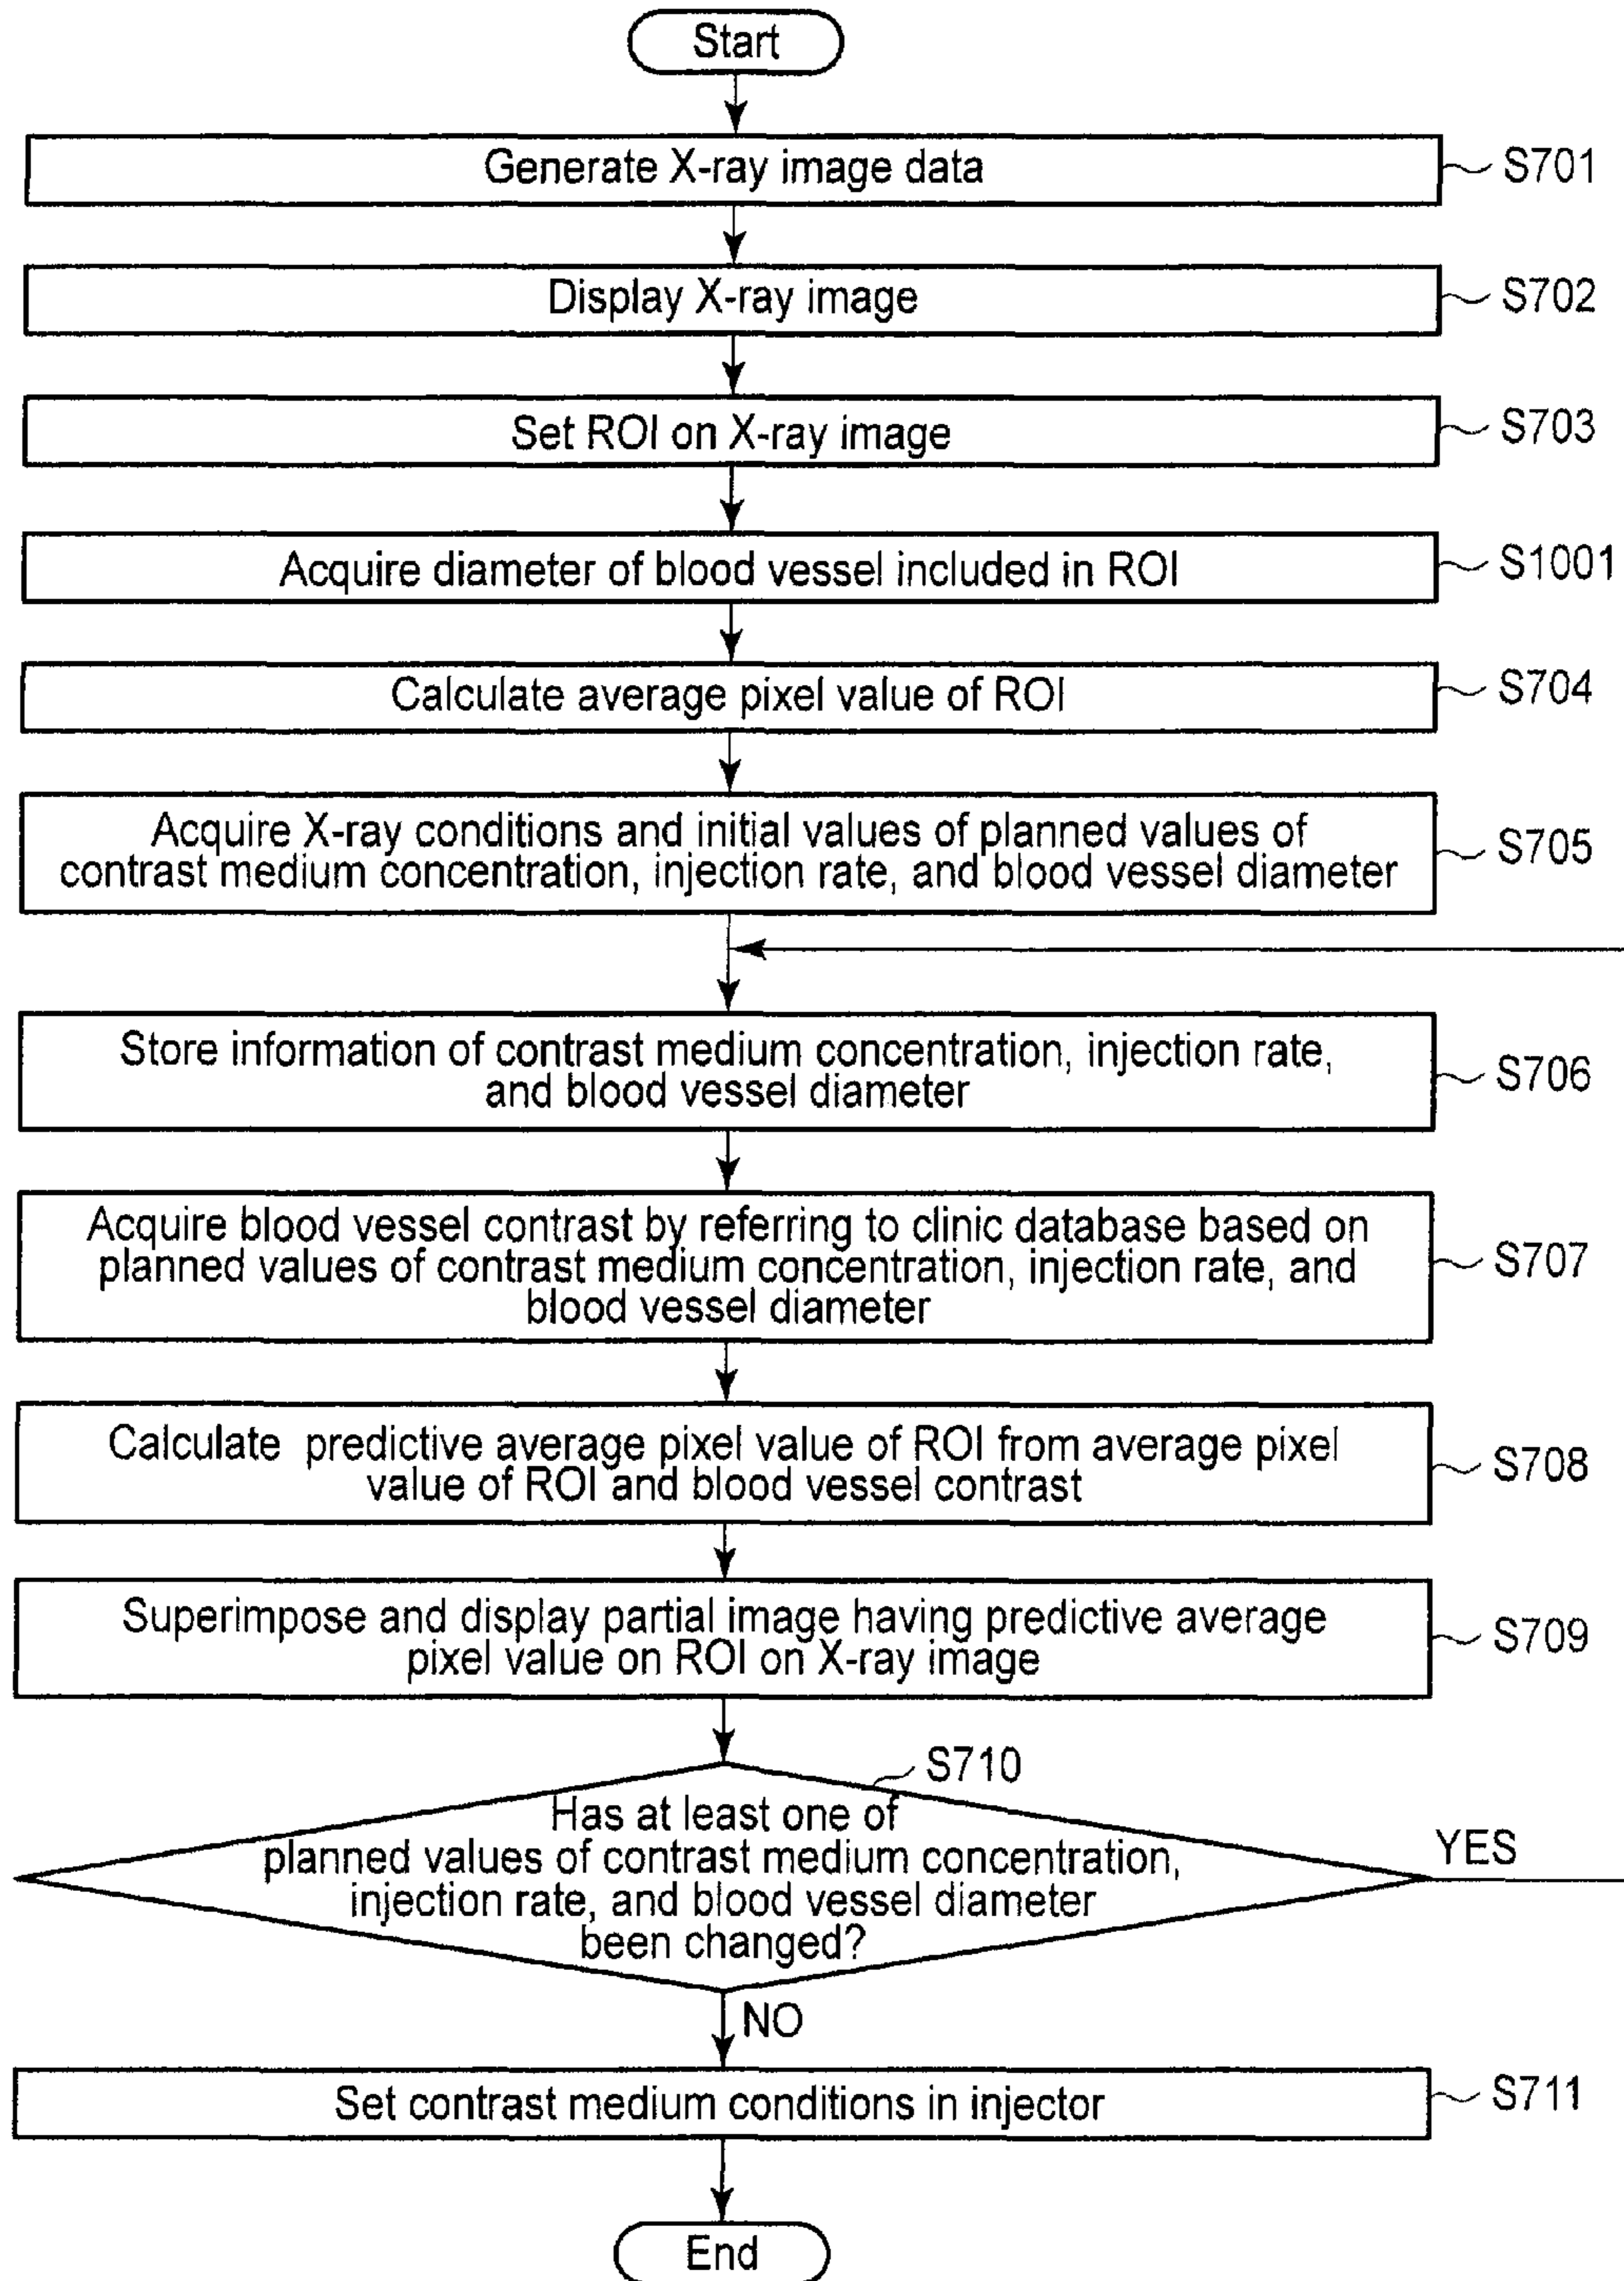 Start
Generate X-ray image data
S701
Display X-ray image
S702
Set ROI on X-ray image
S703
Acquire diameter of blood vessel included in ROI
S1001
Calculate average pixel value of ROI
S704
Acquire X-ray conditions and initial values of planned values of
contrast medium concentration, injection rate, and blood vessel diameter
S705
Store information of contrast medium concentration, injection rate,
and blood vessel diameter
S706
Acquire blood vessel contrast by referring to clinic database based on
planned values of contrast medium concentration, injection rate, and
blood vessel diameter
S707
Calculate predictive average pixel value of ROI from average pixel
value of ROI and blood vessel contrast
S708
Superimpose and display partial image having predictive average
pixel value on ROI on X-ray image
S709
S710
Has at least one of
planned values of contrast medium concentration,
injection rate, and blood vessel diameter
been changed?
YES
NO
Set contrast medium conditions in injector
S711
End